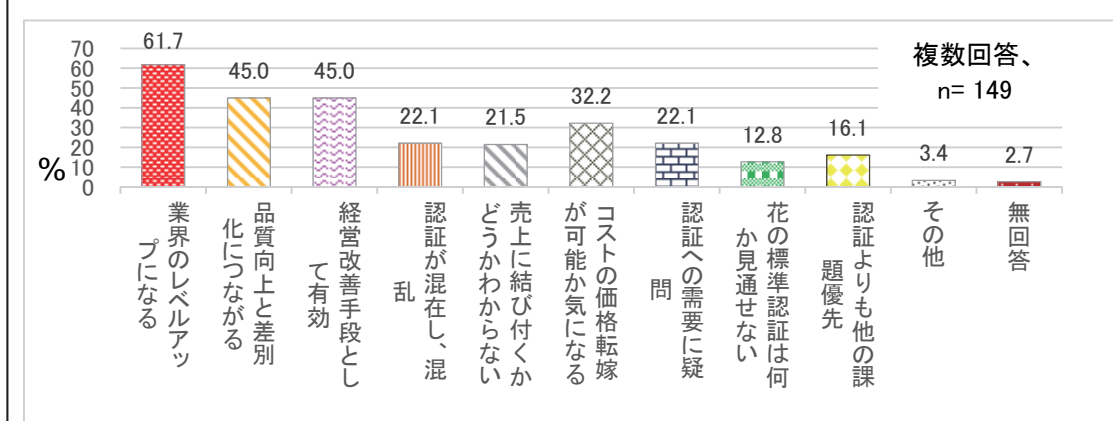 複数回答、
n= 149
%
70
60
50
40
30
20
10
0
61.7
45.0
45.0
22.1
21.5
32.2
22.1
12.8
16.1
3.4
2.7
業界のレベルアッ
プになる
品質向上と差別
化につながる
経営改善手段とし
て有効
認証が混在し、混
乱
売上に結び付くか
どうかわからない
コストの価格転嫁
が可能か気になる
認証への需要に疑
問
花の標準認証は何
か見通せない
認証よりも他の課
題優先
その他
無回答